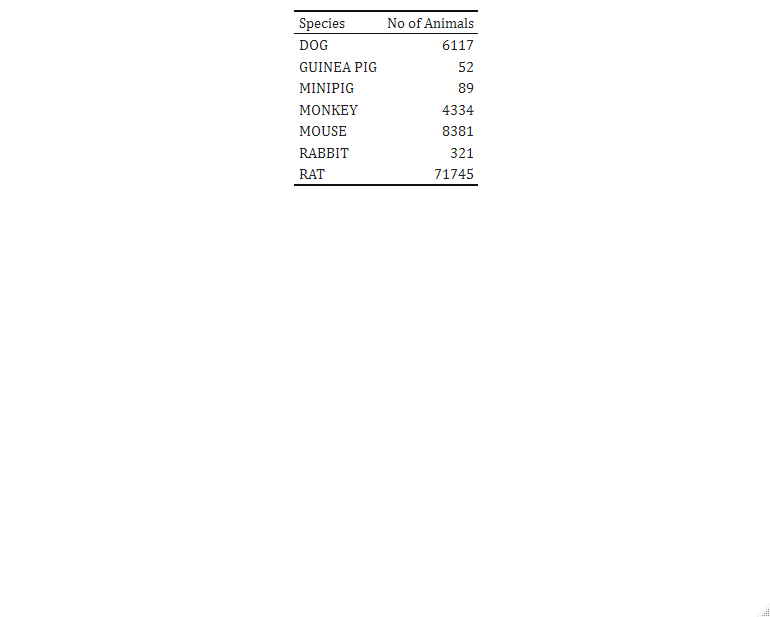 Species No of Animals
DOG 6117
GUINEA PIG 52
MINIPIG 89
MONKEY 4334
MOUSE 8381
RABBIT 321
RAT 71745